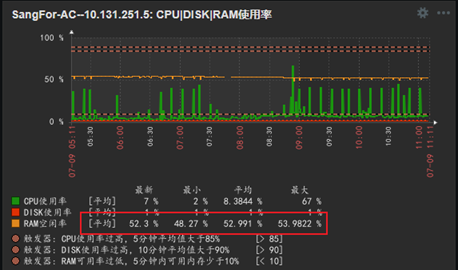 SangFor-AC--10.131.251.5: CPU|DISK|RAM使用率
100 %
50 %
0 %
07-09 05:11
05:30
06:00
06:30
07:00
07:30
08:00
08:30
09:00
09:30
10:00
10:30
11:00
07-09 11:11
最新 最小 平均 最大
CPU使用率 [平均] 7 % 2 % 8.3844 % 67 %
DISK使用率 [平均]
RAM空闲率 [平均] 52.3 % 48.27 % 52.991 % 53.9822 %
触发器: CPU使用率过高, 5分钟平均值大于85% [> 85]
触发器: DISK使用率过高, 10分钟平均值大于90% [> 90]
触发器: RAM可用率过低, 5分钟内可用内存少于10% [< 10]